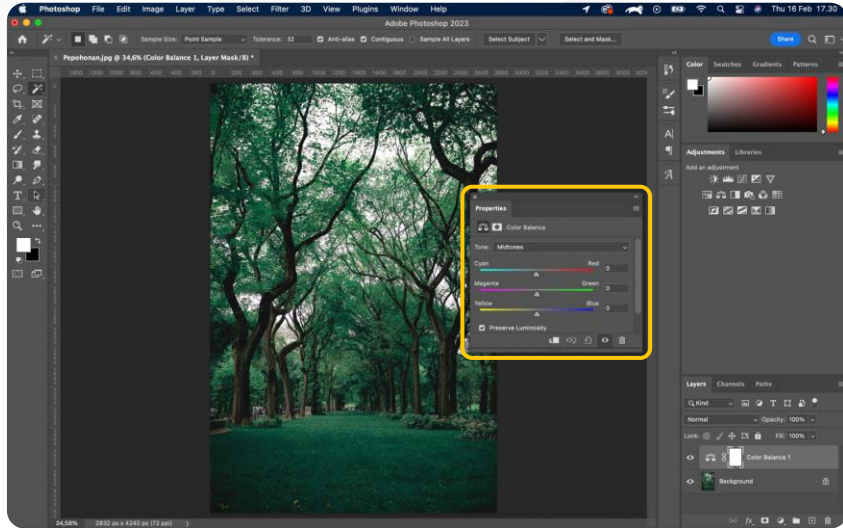 Photoshop File Edit Image Layer Type Select Filter 3D View Plugins Window Help Thu 16 Feb 17.30
Adobe Photoshop 2023
Sample Size: Point Sample Tolerance: 32 Anti-alias Contiguous Sample All Layers Select Subject Select and Mask... Share
Pepohonan.jpg @ 34,6% (Color Balance 1, Layer Mask/8) *
Color Swatches Gradients Patterns
Adjustments Libraries
Add an adjustment
Properties
Color Balance
Tone: Midtones
Cyan Red 0
Magenta Green 0
Yellow Blue 0
Preserve Luminosity
Layers Channels Paths
Kind
Normal Opacity: 100%
Lock: Fill: 100%
Color Balance 1
Background
34,58% 2832 px x 4240 px (72 ppi)